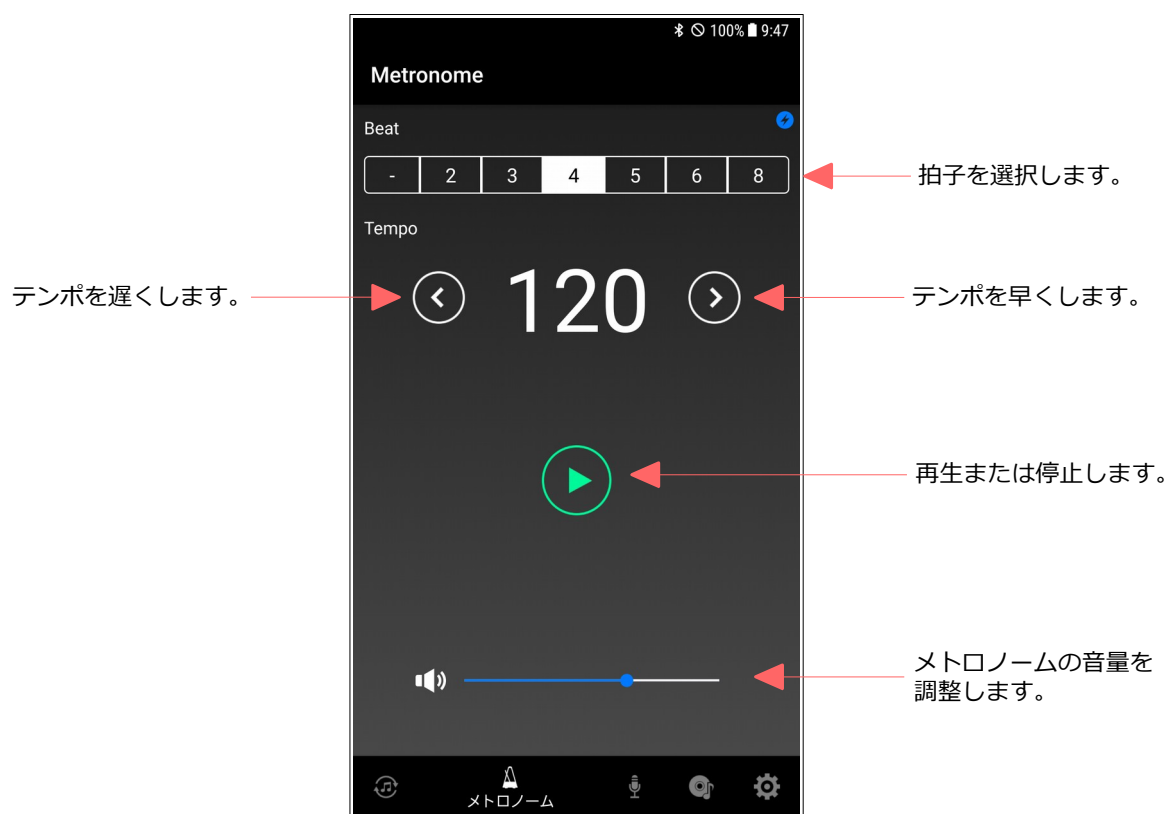 100% 9:47
Metronome
Beat
- 2 3 4 5 6 8
拍子を選択します。
Tempo
テンポを遅くします。
120
テンポを早くします。
再生または停止します。
メトロノームの音量を
調整します。
メトロノーム